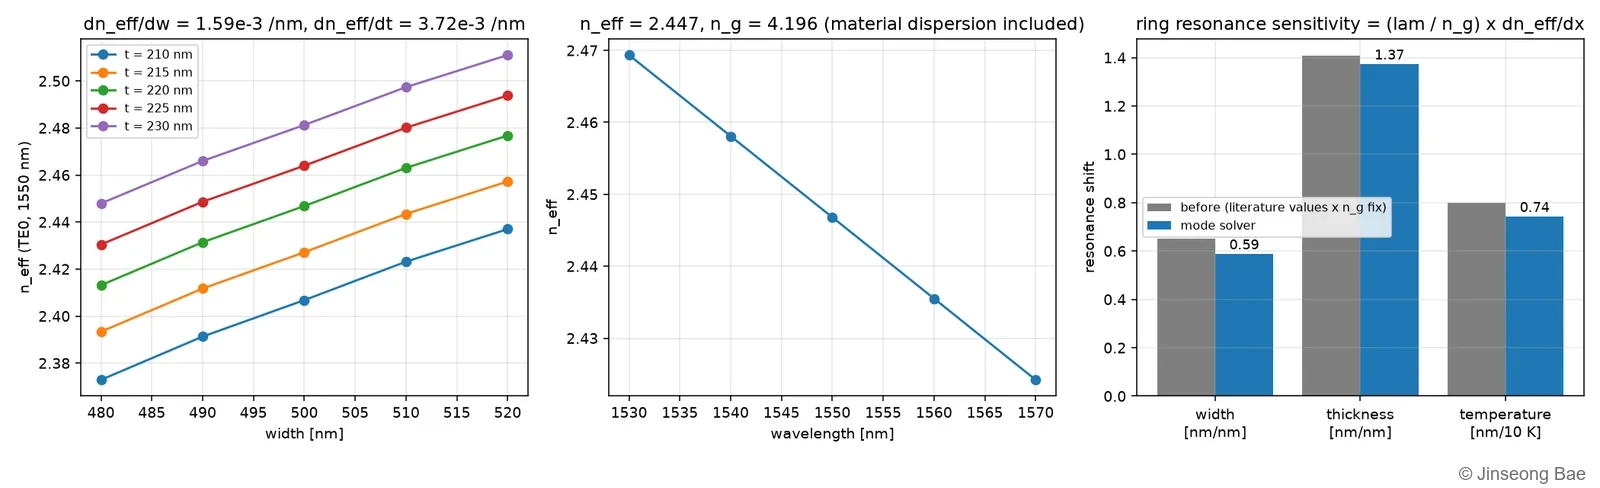 dn_eff/dw = 1.59e-3 /nm, dn_eff/dt = 3.72e-3 /nm
t = 210 nm
t = 215 nm
t = 220 nm
t = 225 nm
t = 230 nm
2.50
2.48
2.46
2.44
2.42
2.40
2.38
n_eff (TE0, 1550 nm)
480 485 490 495 500 505 510 515 520
width [nm]
n_eff = 2.447, n_g = 4.196 (material dispersion included)
2.47
2.46
2.45
2.44
2.43
n_eff
1530 1535 1540 1545 1550 1555 1560 1565 1570
wavelength [nm]
ring resonance sensitivity = (lam / n_g) x dn_eff/dx
1.4
1.2
1.0
0.8
0.6
0.4
0.2
0.0
resonance shift
before (literature values x n_g fix)
mode solver
0.59
1.37
0.74
width
[nm/nm]
thickness
[nm/nm]
temperature
[nm/10 K]
© Jinseong Bae